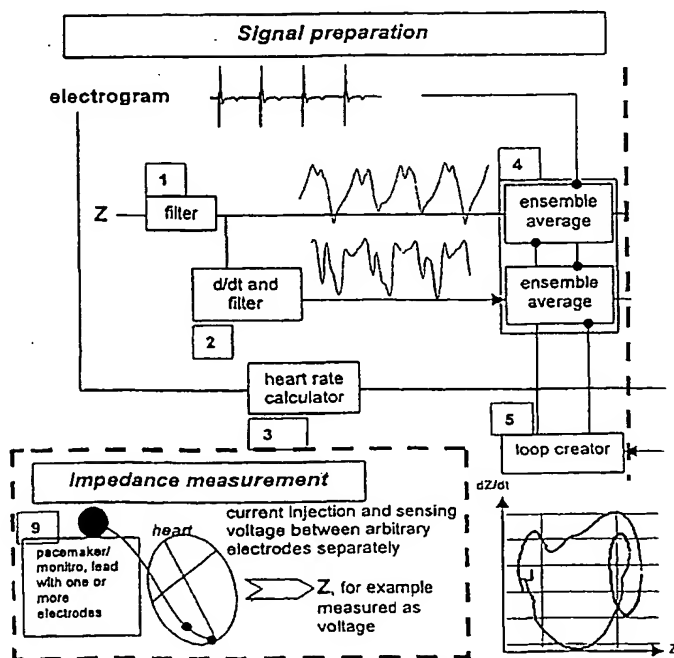 Signal preparation
electrogram
1
4
Z
filter
ensemble
average
d/dt and
filter
ensemble
average
2
heart rate
calculator
3
5
loop creator
Impedance measurement
dZ/dt
9
heart
current injection and sensing
voltage between arbitrary
electrodes separately
pacemaker/
monitro, lead
with one or
more
electrodes
Z, for example
measured as
voltage
Z